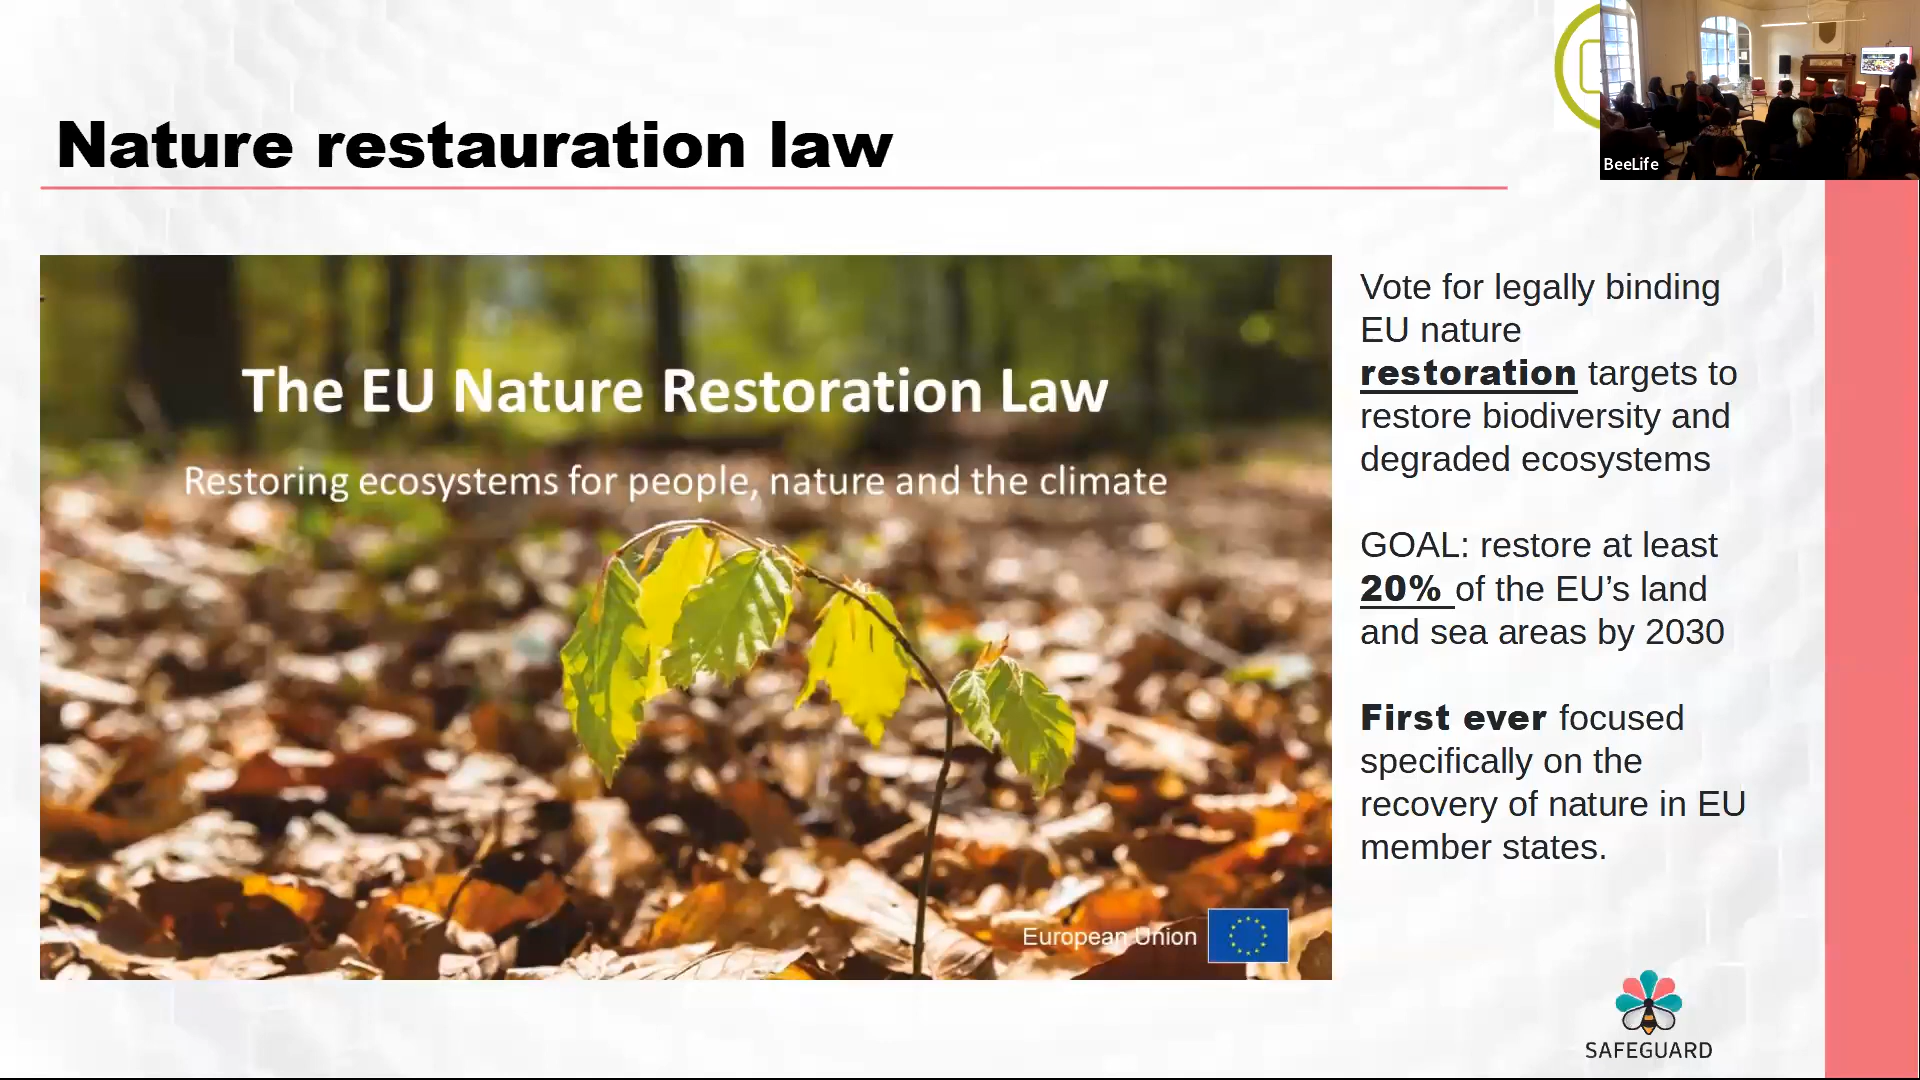 Nature restauration law
BeeLife
The EU Nature Restoration Law
Restoring ecosystems for people, nature and the climate
European Union
Vote for legally binding
EU nature
restoration targets to
restore biodiversity and
degraded ecosystems
GOAL: restore at least
20% of the EU’s land
and sea areas by 2030
First ever focused
specifically on the
recovery of nature in EU
member states.
SAFEGUARD